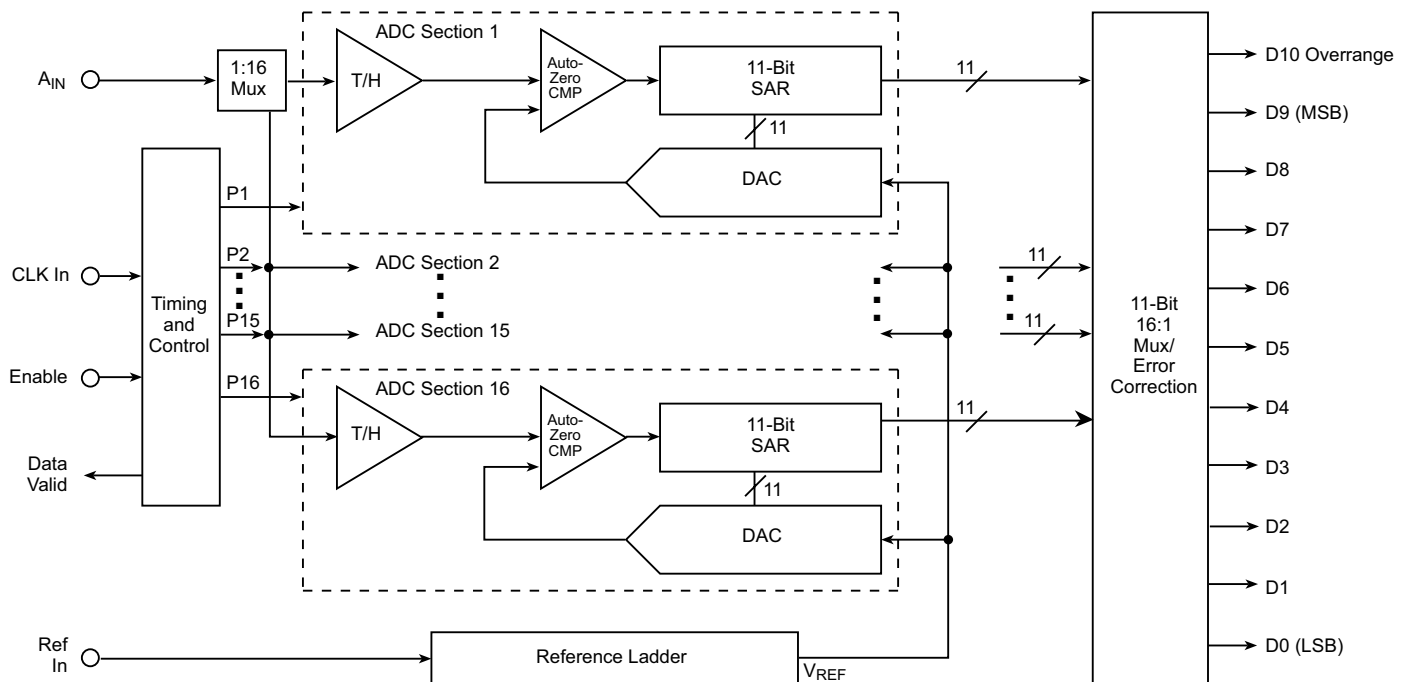 ADC Section 1
A_IN
1:16
Mux
T/H
Auto-
Zero
CMP
11-Bit
SAR
11
11
DAC
P1
CLK In
Enable
Data
Valid
Timing
and
Control
P2
P15
P16
ADC Section 2
ADC Section 15
11
11
ADC Section 16
T/H
Auto-
Zero
CMP
11-Bit
SAR
11
11
DAC
Ref
In
Reference Ladder
V_REF
11-Bit
16:1
Mux/
Error
Correction
D10 Overrange
D9 (MSB)
D8
D7
D6
D5
D4
D3
D2
D1
D0 (LSB)